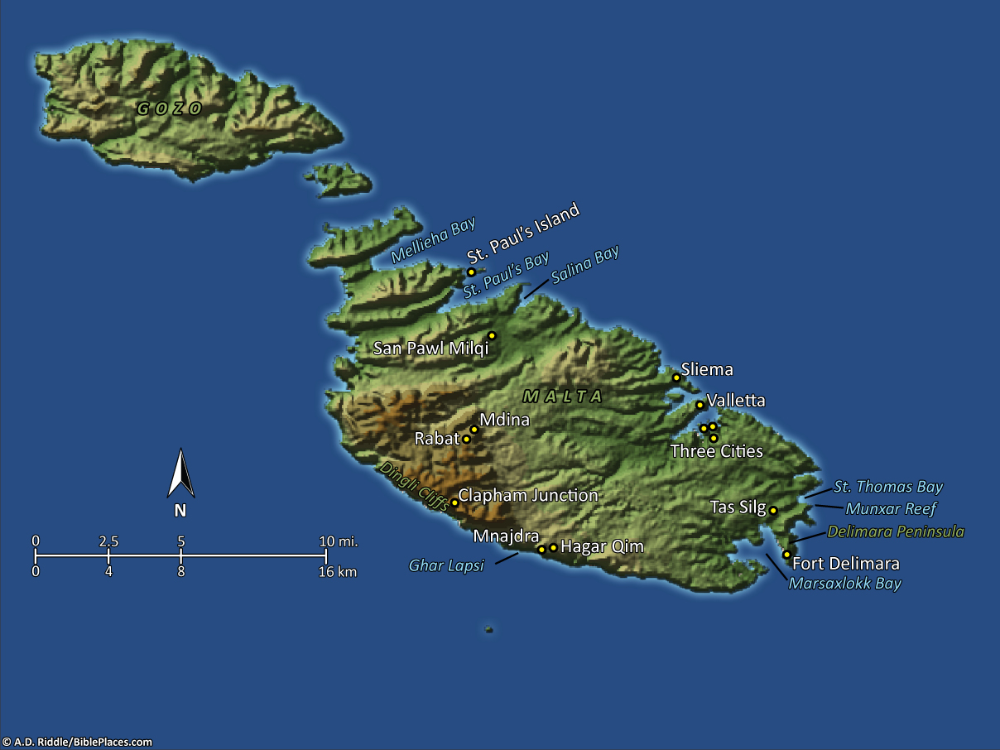 GOZO
Mellieha Bay
St. Paul's Island
St. Paul's Bay
Salina Bay
San Pawl Milqi
Sliema
MALTA
Valletta
Mdina
Rabat
Three Cities
Dingli Cliffs
Clapham Junction
St. Thomas Bay
Tas Silg
Munxar Reef
N
Delimara Peninsula
Mnajdra
Hagar Qim
0 2.5 5 10 mi.
Ghar Lapsi
Fort Delimara
0 4 8 16 km
Marsaxlokk Bay
© A.D. Riddle/BiblePlaces.com